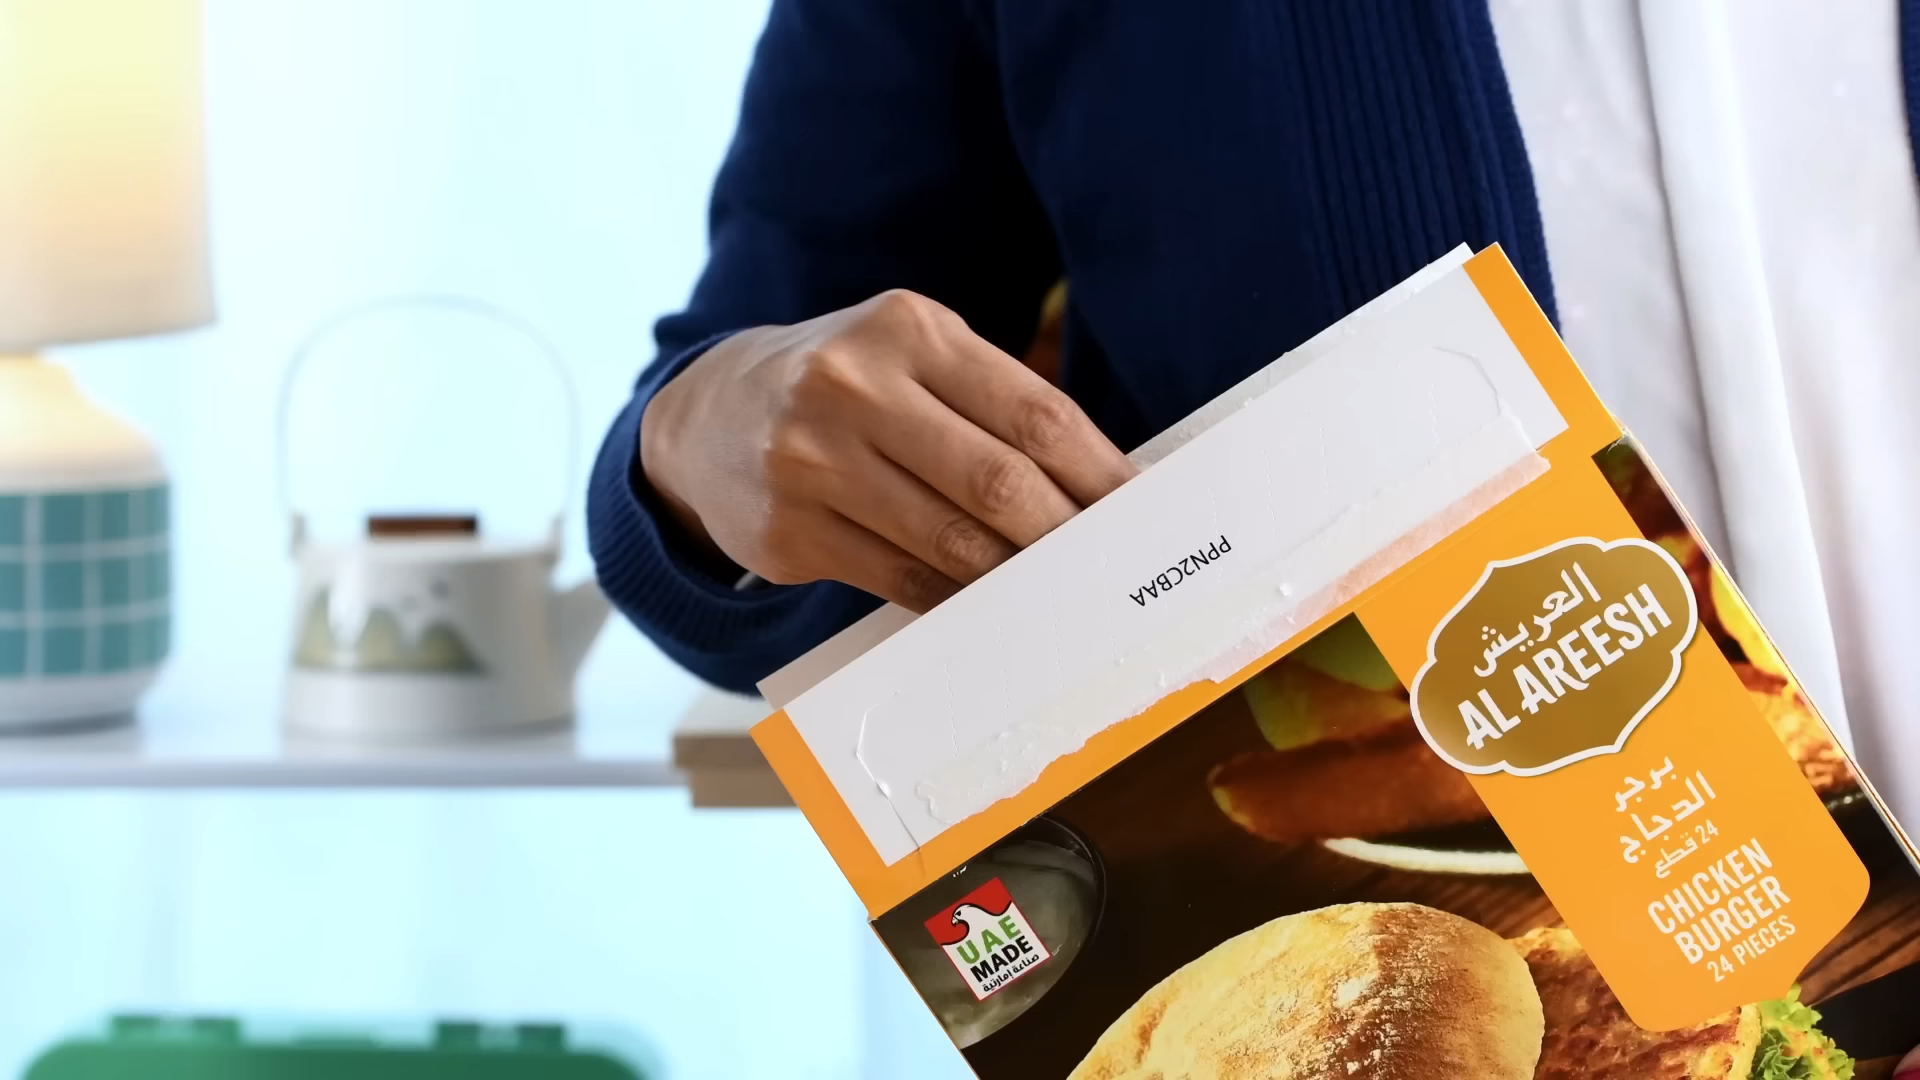 PPN2CBAA
العريش
AL AREESH
برجر
الدجاج
24 قطع
CHICKEN
BURGER
24 PIECES
UAE
MADE
صناعة إماراتية